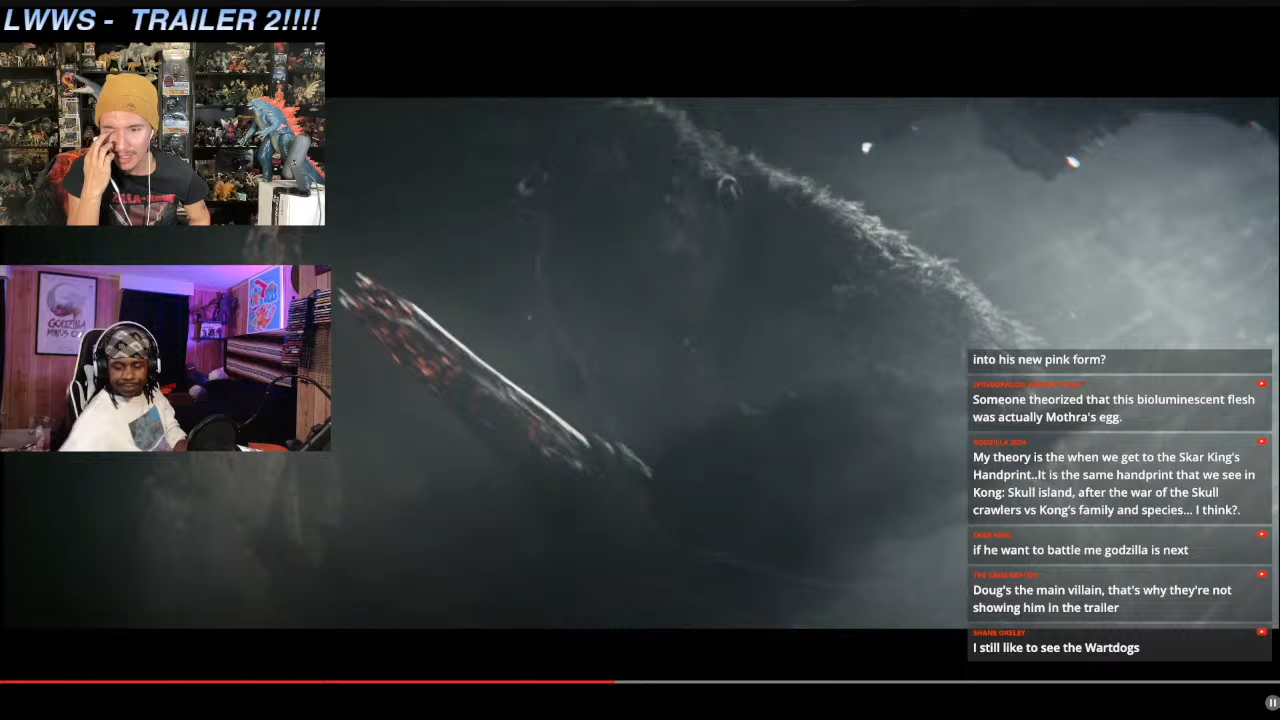 LWWS - TRAILER 2!!!!
GODZILLA
into his new pink form?
Someone theorized that this bioluminescent flesh
was actually Mothra's egg.
GODZILLA 2024
My theory is the when we get to the Skar King's
Handprint..It is the same handprint that we see in
Kong: Skull island, after the war of the Skull
crawlers vs Kong's family and species... I think?.
if he want to battle me godzilla is next
Doug's the main villain, that's why they're not
showing him in the trailer
SHANE OKELEY
I still like to see the Wartdogs